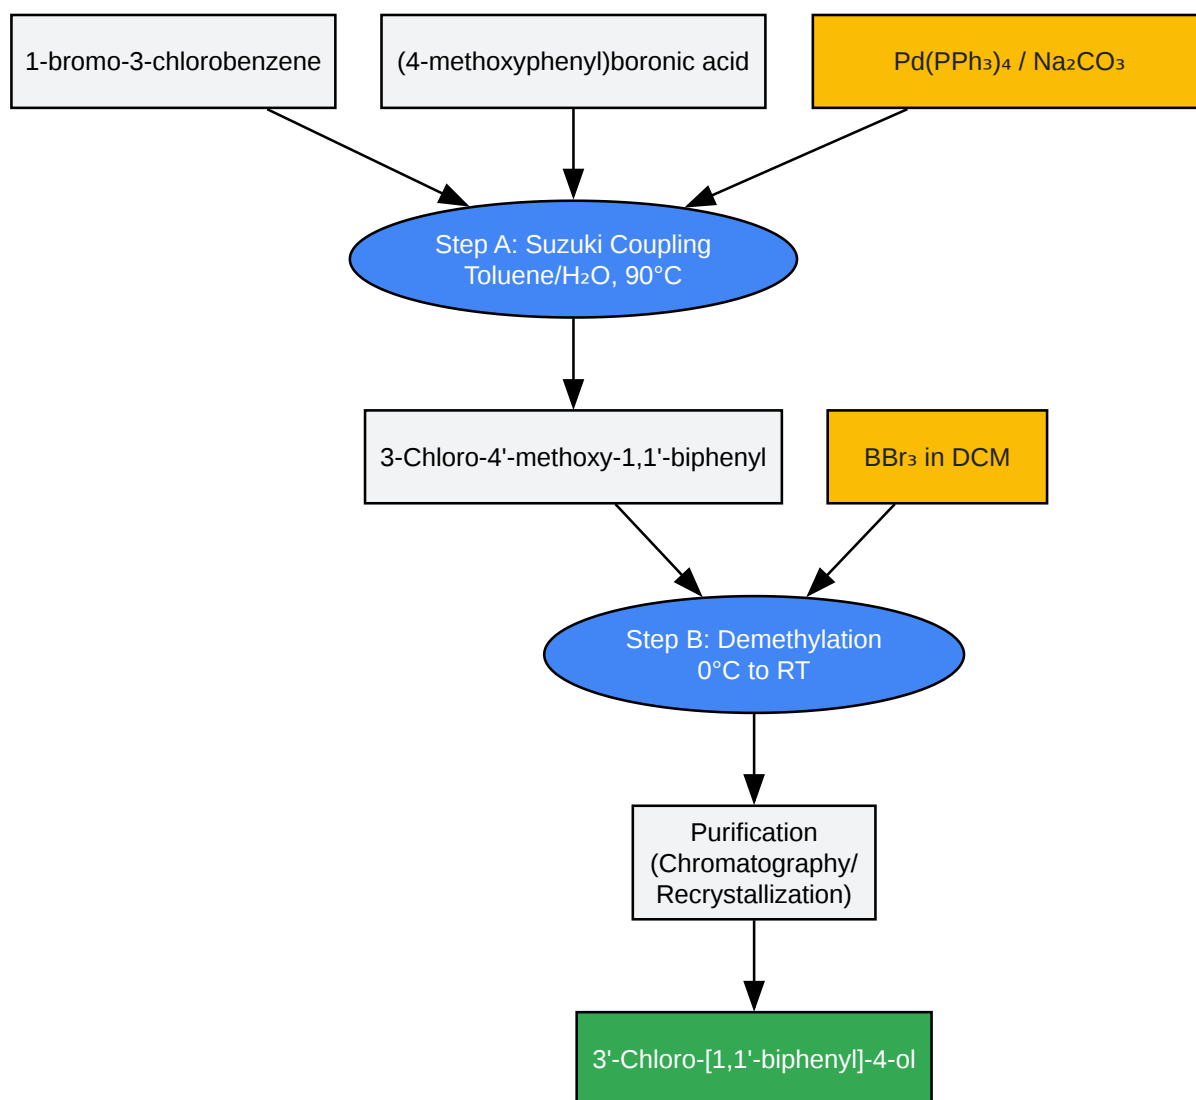 1-bromo-3-chlorobenzene
(4-methoxyphenyl)boronic acid
Pd(PPh₃)₄ / Na₂CO₃
Step A: Suzuki Coupling
Toluene/H₂O, 90°C
3-Chloro-4'-methoxy-1,1'-biphenyl
BBr₃ in DCM
Step B: Demethylation
0°C to RT
Purification
(Chromatography/
Recrystallization)
3'-Chloro-[1,1'-biphenyl]-4-ol